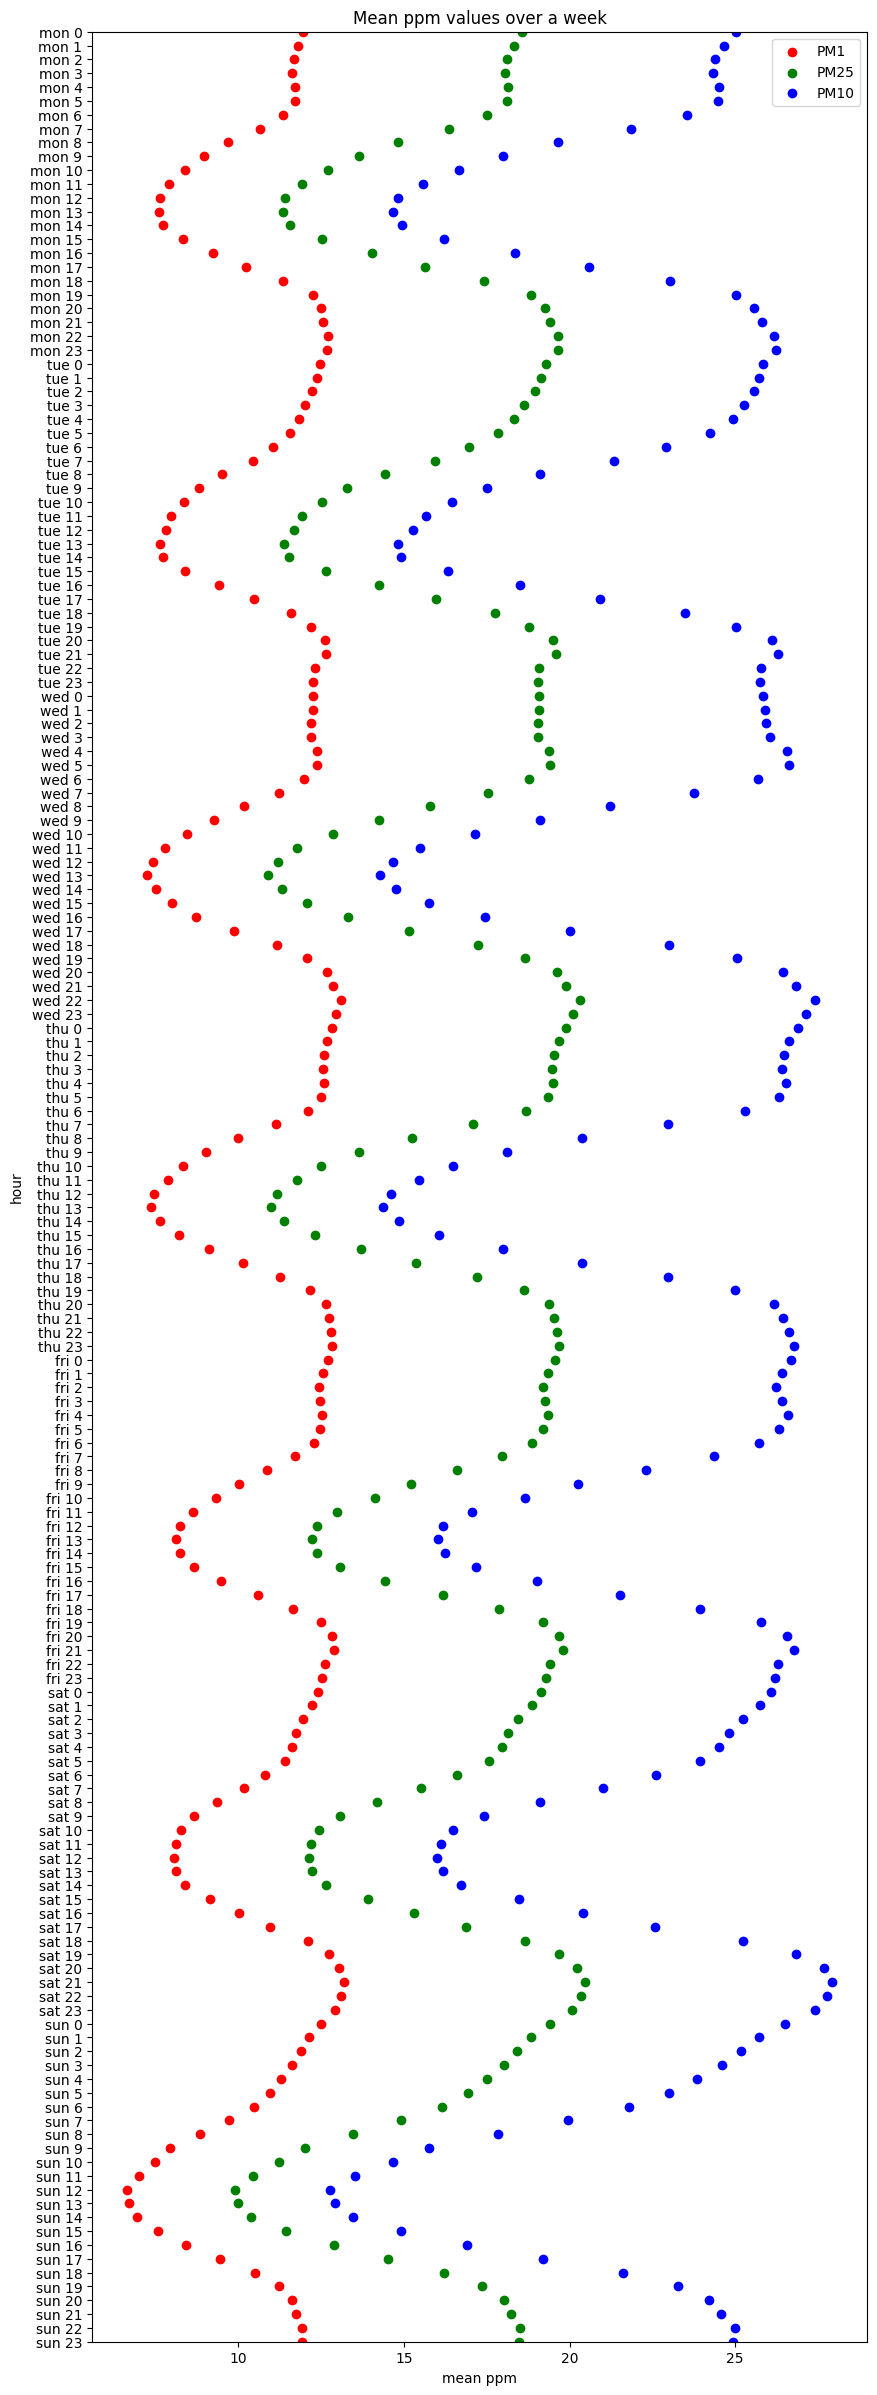 Mean ppm values over a week
PM1
PM25
PM10
mon 0
mon 1
mon 2
mon 3
mon 4
mon 5
mon 6
mon 7
mon 8
mon 9
mon 10
mon 11
mon 12
mon 13
mon 14
mon 15
mon 16
mon 17
mon 18
mon 19
mon 20
mon 21
mon 22
mon 23
tue 0
tue 1
tue 2
tue 3
tue 4
tue 5
tue 6
tue 7
tue 8
tue 9
tue 10
tue 11
tue 12
tue 13
tue 14
tue 15
tue 16
tue 17
tue 18
tue 19
tue 20
tue 21
tue 22
tue 23
wed 0
wed 1
wed 2
wed 3
wed 4
wed 5
wed 6
wed 7
wed 8
wed 9
wed 10
wed 11
wed 12
wed 13
wed 14
wed 15
wed 16
wed 17
wed 18
wed 19
wed 20
wed 21
wed 22
wed 23
thu 0
thu 1
thu 2
thu 3
thu 4
thu 5
thu 6
thu 7
thu 8
thu 9
thu 10
thu 11
thu 12
thu 13
thu 14
thu 15
thu 16
thu 17
thu 18
thu 19
thu 20
thu 21
thu 22
thu 23
fri 0
fri 1
fri 2
fri 3
fri 4
fri 5
fri 6
fri 7
fri 8
fri 9
fri 10
fri 11
fri 12
fri 13
fri 14
fri 15
fri 16
fri 17
fri 18
fri 19
fri 20
fri 21
fri 22
fri 23
sat 0
sat 1
sat 2
sat 3
sat 4
sat 5
sat 6
sat 7
sat 8
sat 9
sat 10
sat 11
sat 12
sat 13
sat 14
sat 15
sat 16
sat 17
sat 18
sat 19
sat 20
sat 21
sat 22
sat 23
sun 0
sun 1
sun 2
sun 3
sun 4
sun 5
sun 6
sun 7
sun 8
sun 9
sun 10
sun 11
sun 12
sun 13
sun 14
sun 15
sun 16
sun 17
sun 18
sun 19
sun 20
sun 21
sun 22
sun 23
hour
10 15 20 25
mean ppm